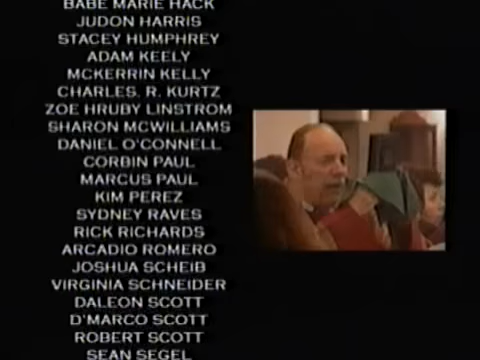 BABE MARIE HACK
JUDON HARRIS
STACEY HUMPHREY
ADAM KEELY
MCKERRIN KELLY
CHARLES. R. KURTZ
ZOE HRUBY LINSTROM
SHARON MCWILLIAMS
DANIEL O'CONNELL
CORBIN PAUL
MARCUS PAUL
KIM PEREZ
SYDNEY RAVES
RICK RICHARDS
ARCADIO ROMERO
JOSHUA SCHEIB
VIRGINIA SCHNEIDER
DALEON SCOTT
D'MARCO SCOTT
ROBERT SCOTT
SEAN SEGEL